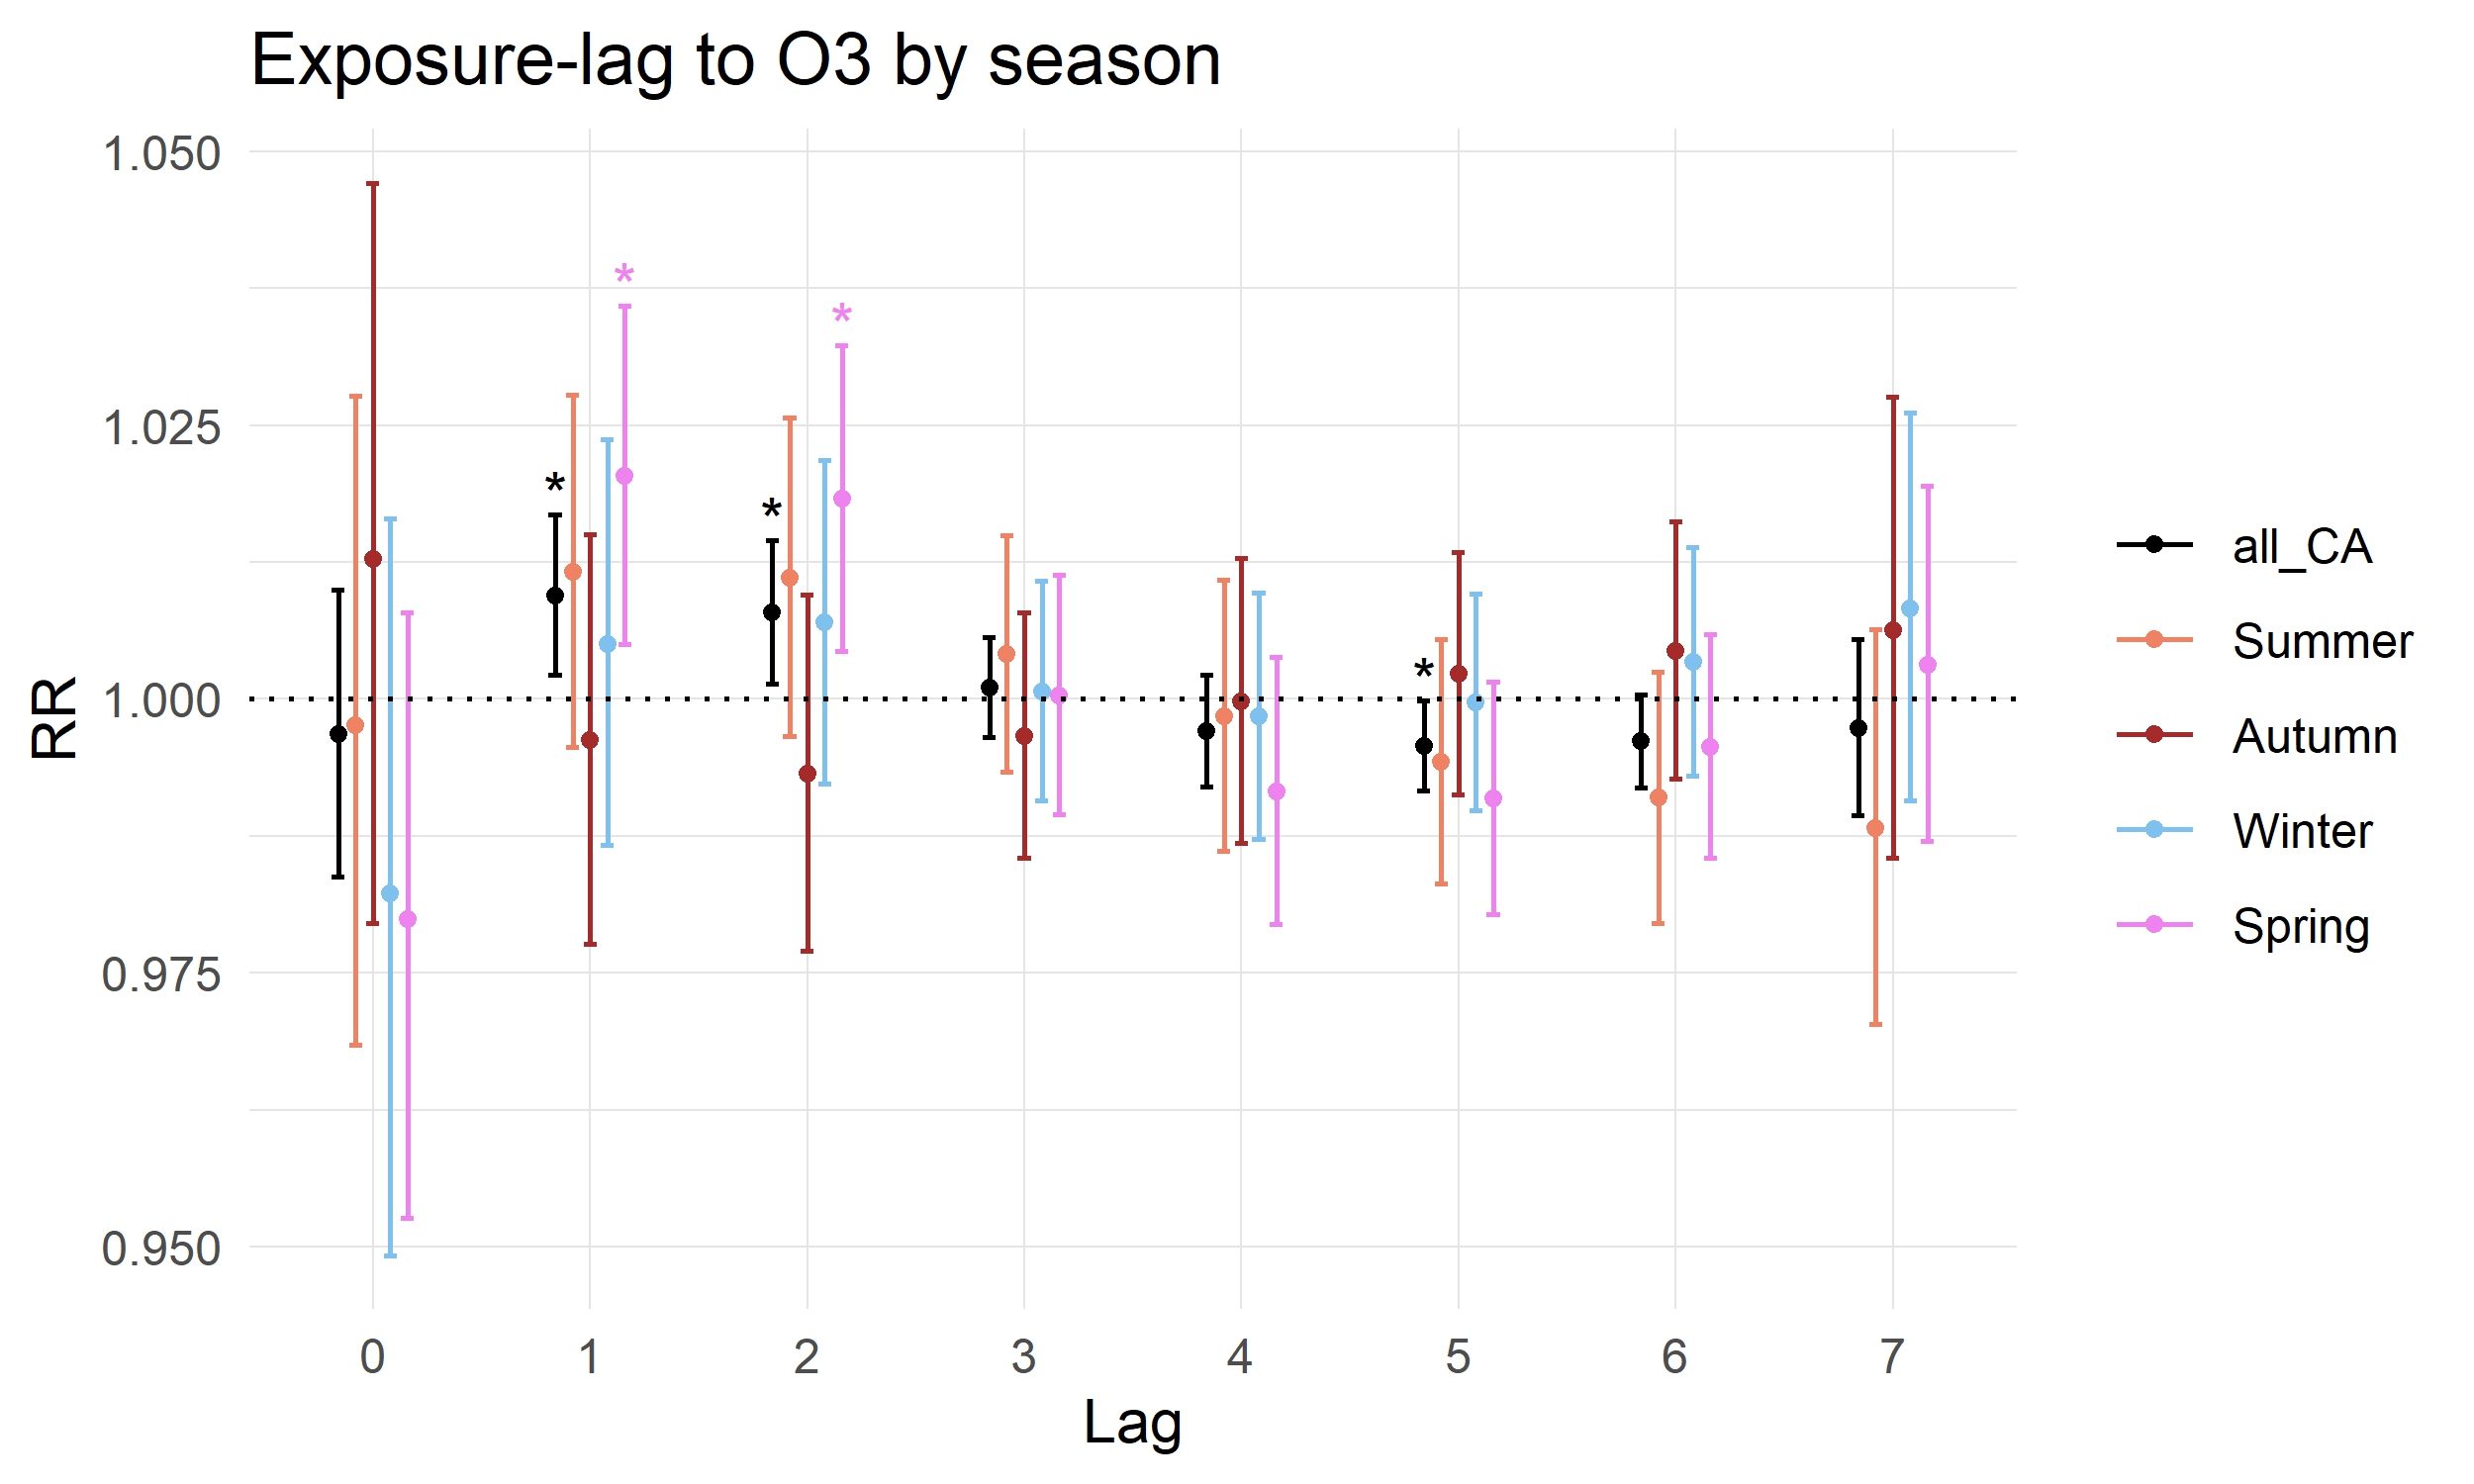 Exposure-lag to O3 by season
1.050
1.025
1.000
0.975
0.950
RR
*
*
*
*
*
0 1 2 3 4 5 6 7
Lag
all_CA
Summer
Autumn
Winter
Spring